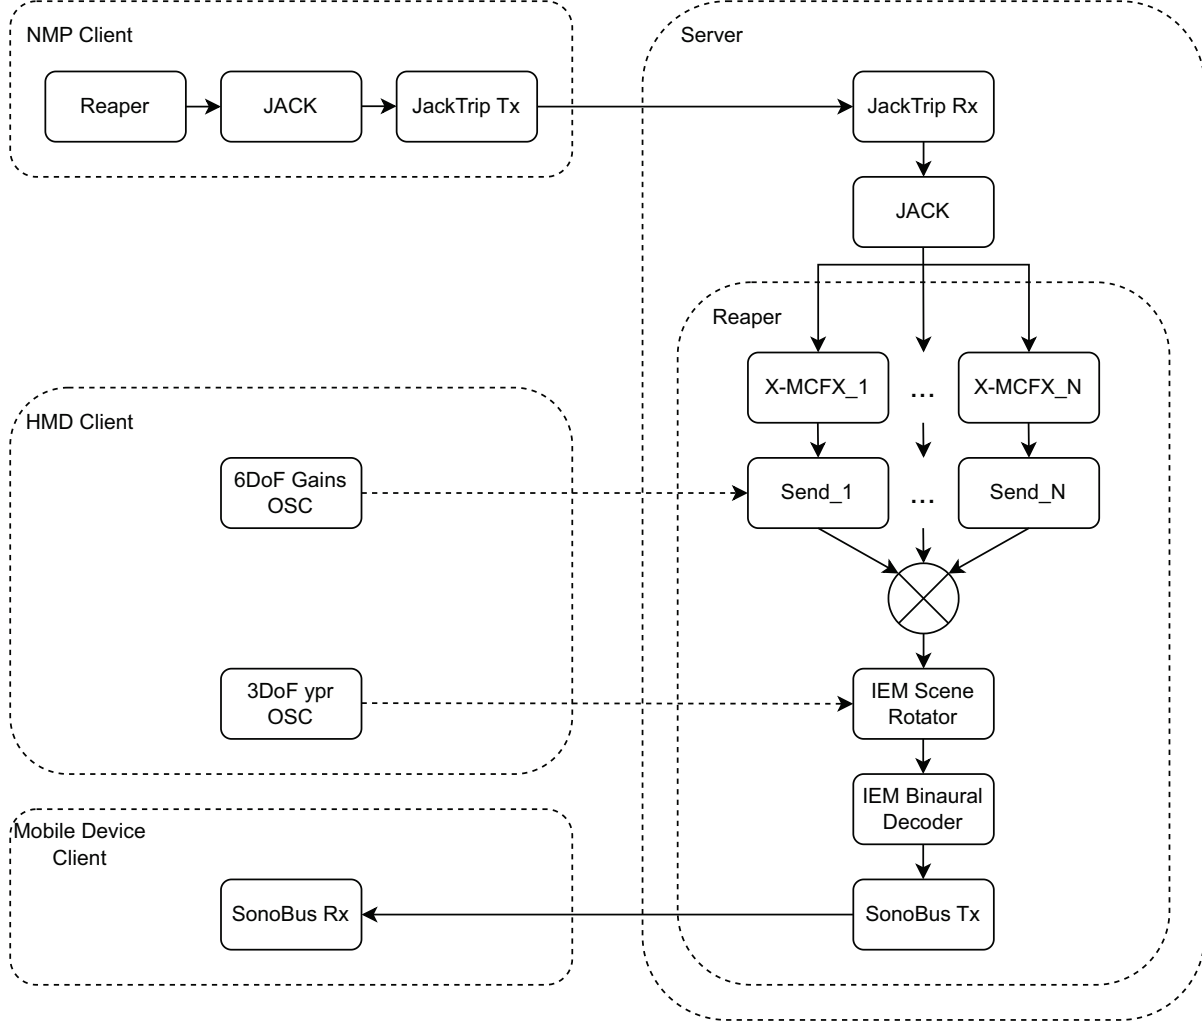 NMP Client
Reaper
JACK
JackTrip Tx
Server
JackTrip Rx
JACK
Reaper
X-MCFX_1
...
X-MCFX_N
HMD Client
6DoF Gains
OSC
Send_1
...
Send_N
3DoF ypr
OSC
IEM Scene
Rotator
IEM Binaural
Decoder
Mobile Device
Client
SonoBus Rx
SonoBus Tx